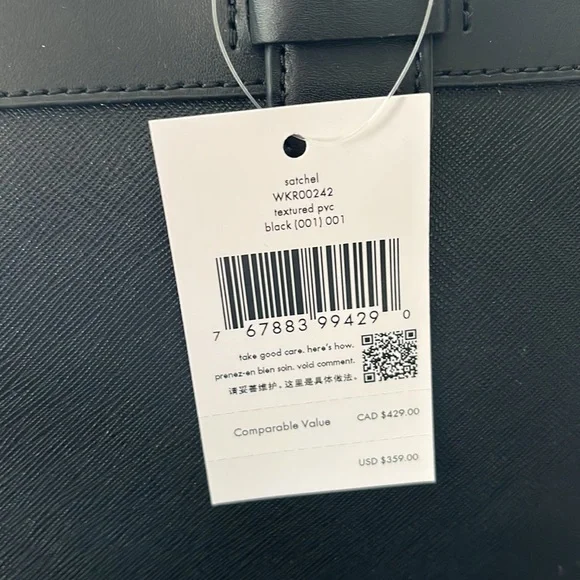 satchel
WKR00242
textured pvc
black (001) 001
7 67883 99429 0
take good care. here's how.
prenez-en bien soin. void comment.
请妥善维护。这里是具体做法。
Comparable Value CAD $429.00
USD $359.00